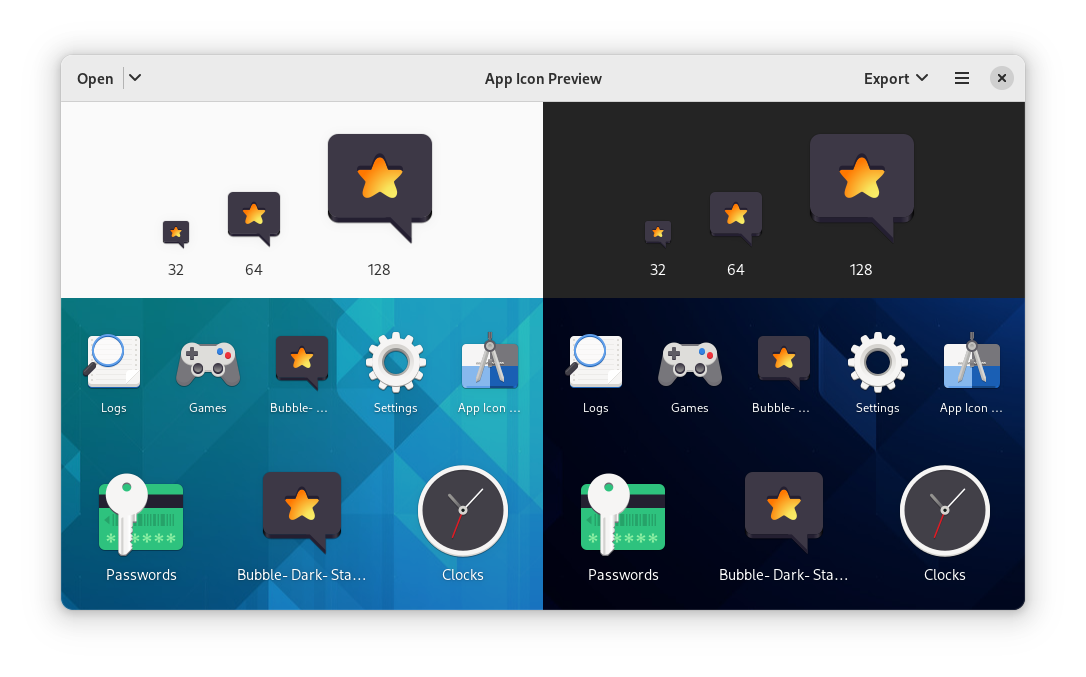 Open
App Icon Preview
Export
32 64 128
32 64 128
Logs Games Bubble- ... Settings App Icon ...
Logs Games Bubble- ... Settings App Icon ...
Passwords Bubble- Dark- Sta... Clocks
Passwords Bubble- Dark- Sta... Clocks